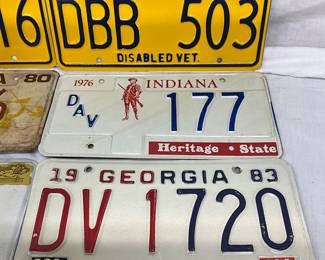 16
DBB 503
DISABLED VET.
A 80
1976 INDIANA
DAV 177
Heritage State
19 GEORGIA 83
DV 1720